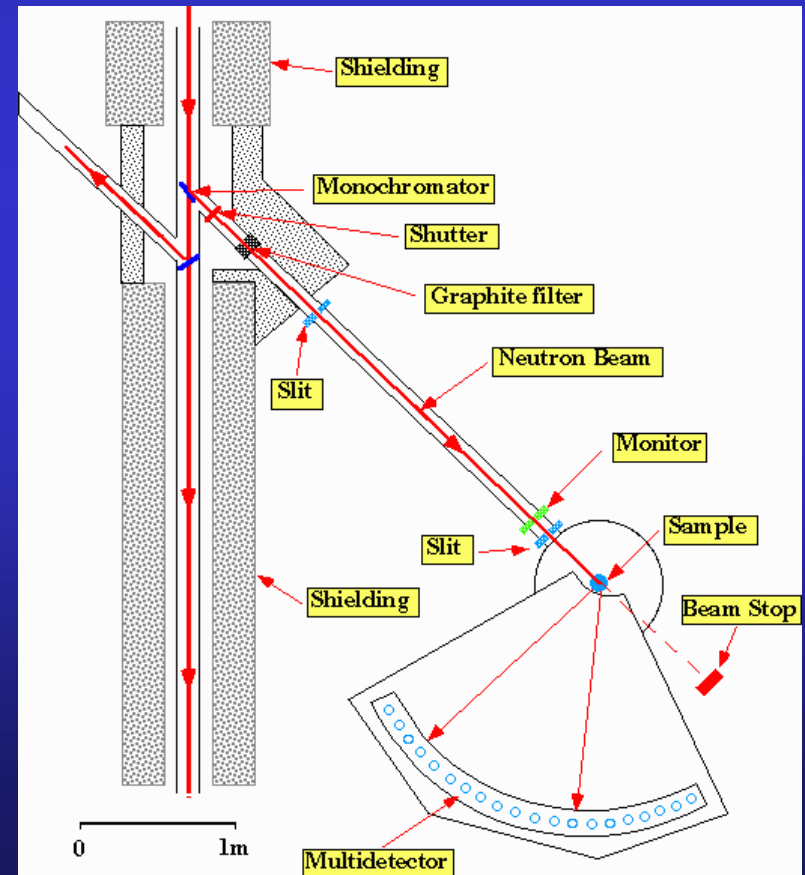 Shielding
Monochromator
Shutter
Graphite filter
Slit
Neutron Beam
Monitor
Slit
Sample
Shielding
Beam Stop
0 1m
Multidetector